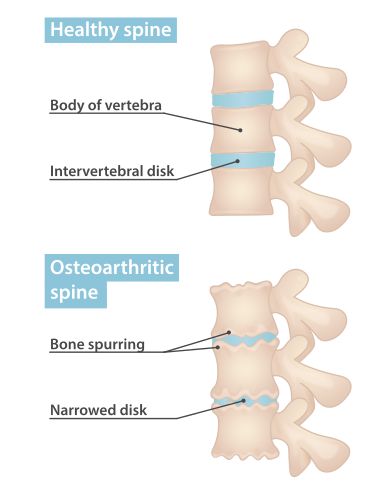 Healthy spine
Body of vertebra
Intervertebral disk
Osteoarthritic
spine
Bone spurring
Narrowed disk